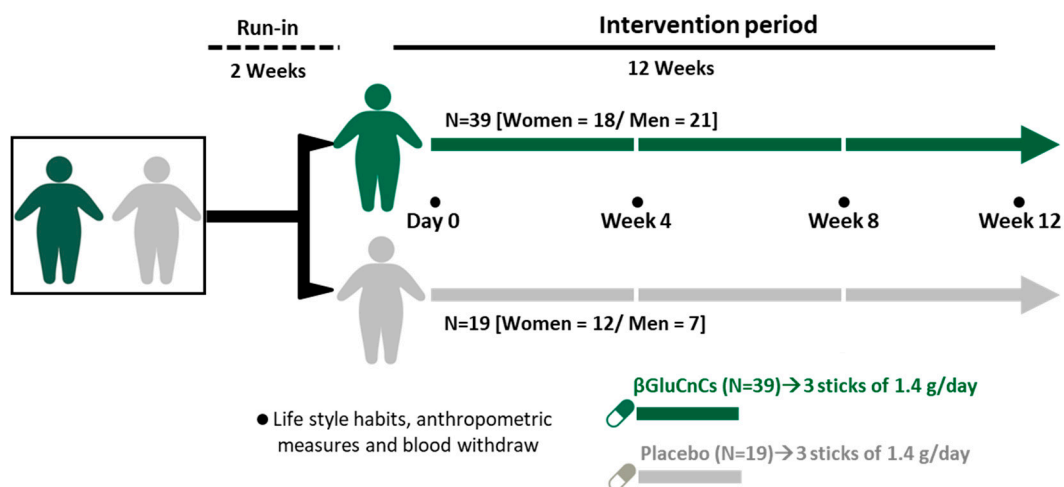 Run-in
Intervention period
2 Weeks
12 Weeks
N=39 [Women = 18/ Men = 21]
Day 0
Week 4
Week 8
Week 12
N=19 [Women = 12/ Men = 7]
βGluCnCs (N=39)→3 sticks of 1.4 g/day
● Life style habits, anthropometric
measures and blood withdraw
Placebo (N=19)→3 sticks of 1.4 g/day